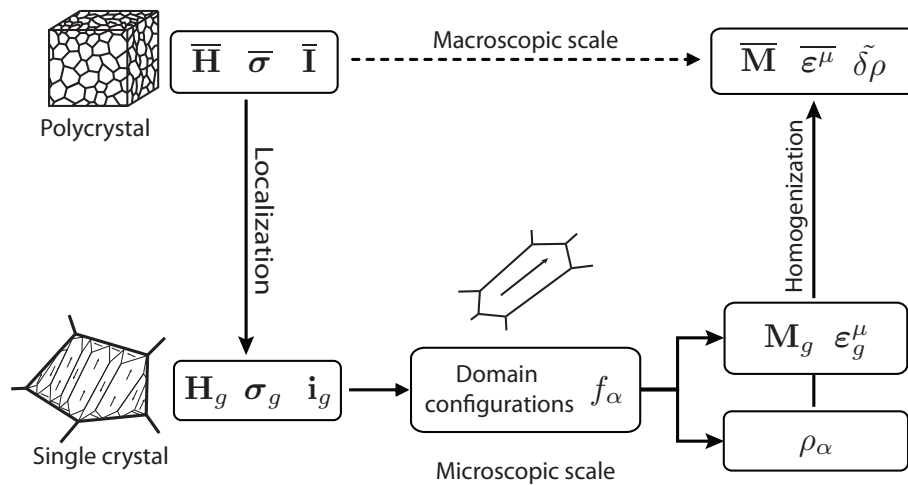 H̅ σ̅ I̅
Macroscopic scale
M̅ ε̅^μ δ̃ρ
Polycrystal
Localization
Homogenization
H_g σ_g i_g
Domain
configurations f_α
M_g ε_g^μ
ρ_α
Single crystal
Microscopic scale